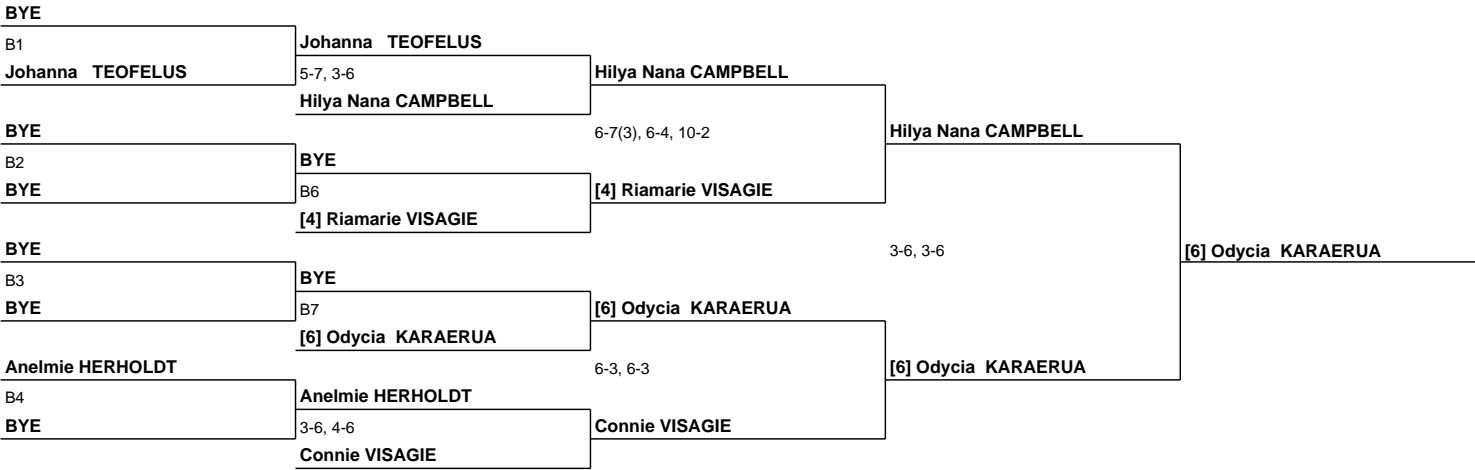 BYE
B1
Johanna TEOFELUS
BYE
B2
BYE
BYE
B3
BYE
Anelmie HERHOLDT
B4
BYE
Johanna TEOFELUS
5-7, 3-6
Hilya Nana CAMPBELL
BYE
B6
[4] Riamarie VISAGIE
BYE
B7
[6] Odycia KARAERUA
Anelmie HERHOLDT
3-6, 4-6
Connie VISAGIE
Hilya Nana CAMPBELL
6-7(3), 6-4, 10-2
[4] Riamarie VISAGIE
[6] Odycia KARAERUA
6-3, 6-3
Connie VISAGIE
Hilya Nana CAMPBELL
3-6, 3-6
[6] Odycia KARAERUA
[6] Odycia KARAERUA